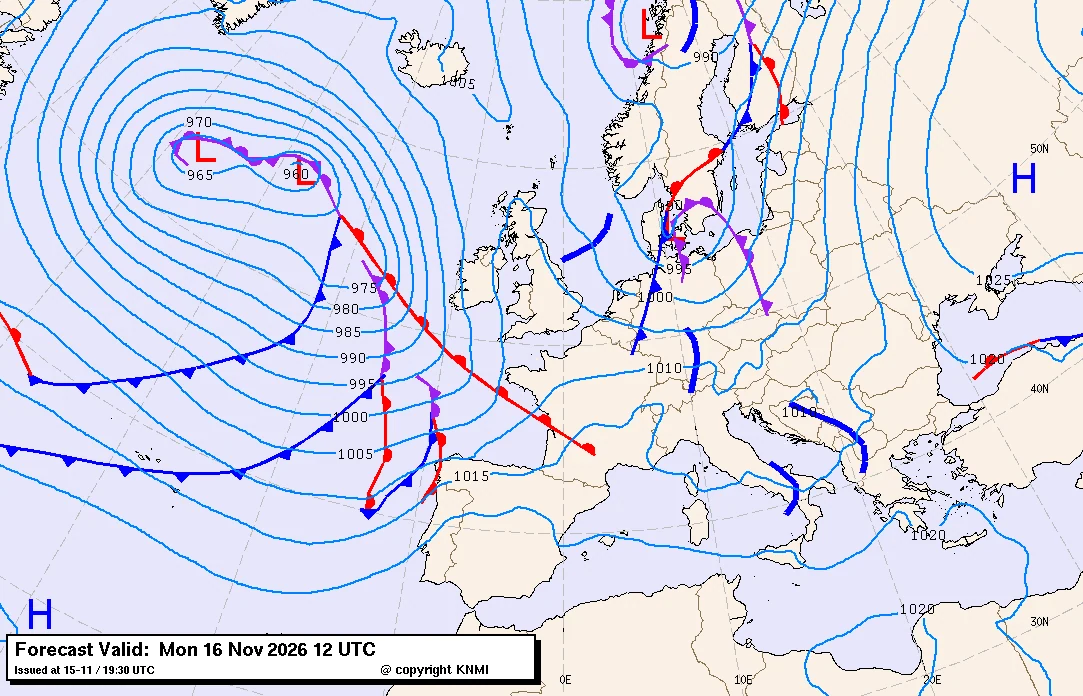 L
990
1005
970
L
965
960
L
50N
H
990
L
995
1025
975
1000
980
985
990
1020
1010
995
40N
1010
1000
1005
1015
1020
H
1020
30N
Forecast Valid: Mon 16 Nov 2026 12 UTC
Issued at 15-11 / 19:30 UTC
@ copyright KNMI
0E
10E
20E